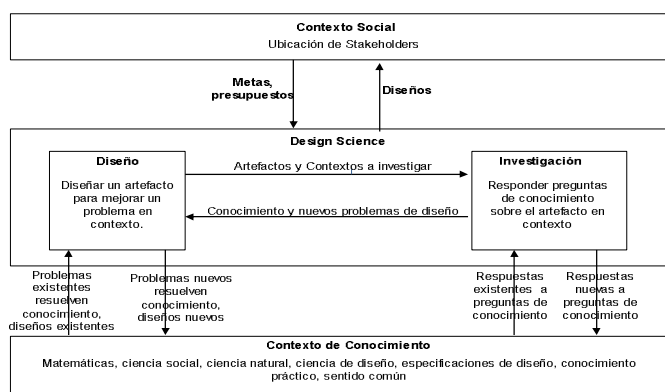 Contexto Social
Ubicación de Stakeholders
Metas,
presupuestos
Diseños
Design Science
Diseño
Diseñar un artefacto
para mejorar un
problema en
contexto.
Artefactos y Contextos a investigar
Conocimiento y nuevos problemas de diseño
Investigación
Responder preguntas
de conocimiento
sobre el artefacto en
contexto
Problemas
existentes
resuelven
conocimiento,
diseños existentes
Problemas nuevos
resuelven
conocimiento,
diseños nuevos
Respuestas
existentes a
preguntas de
conocimiento
Respuestas
nuevas a
preguntas de
conocimiento
Contexto de Conocimiento
Matemáticas, ciencia social, ciencia natural, ciencia de diseño, especificaciones de diseño, conocimiento
práctico, sentido común